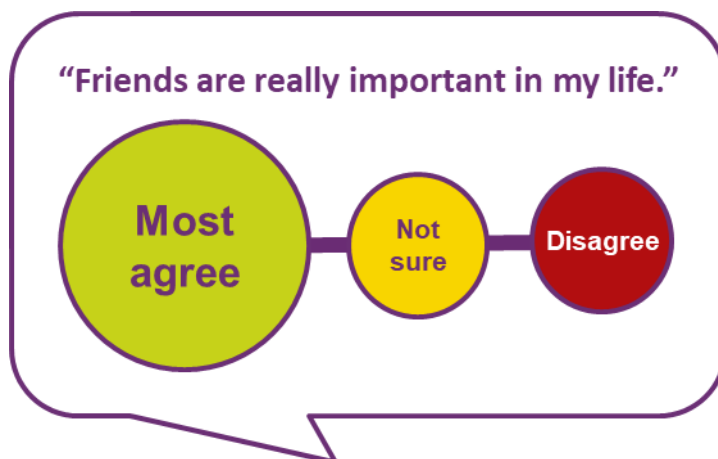 “Friends are really important in my life.”
Most
agree
Not
sure
Disagree